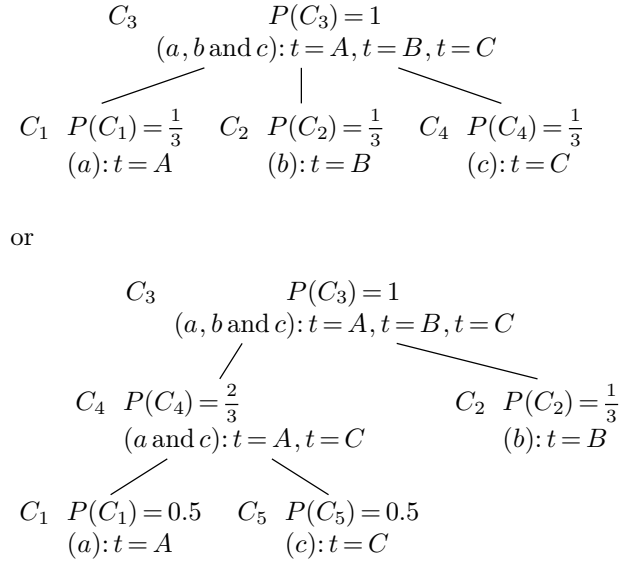 C₃ P(C₃) = 1
(a, b and c): t = A, t = B, t = C
C₁ P(C₁) = 1/3 C₂ P(C₂) = 1/3 C₄ P(C₄) = 1/3
(a): t = A (b): t = B (c): t = C
or
C₃ P(C₃) = 1
(a, b and c): t = A, t = B, t = C
C₄ P(C₄) = 2/3 C₂ P(C₂) = 1/3
(a and c): t = A, t = C (b): t = B
C₁ P(C₁) = 0.5 C₅ P(C₅) = 0.5
(a): t = A (c): t = C